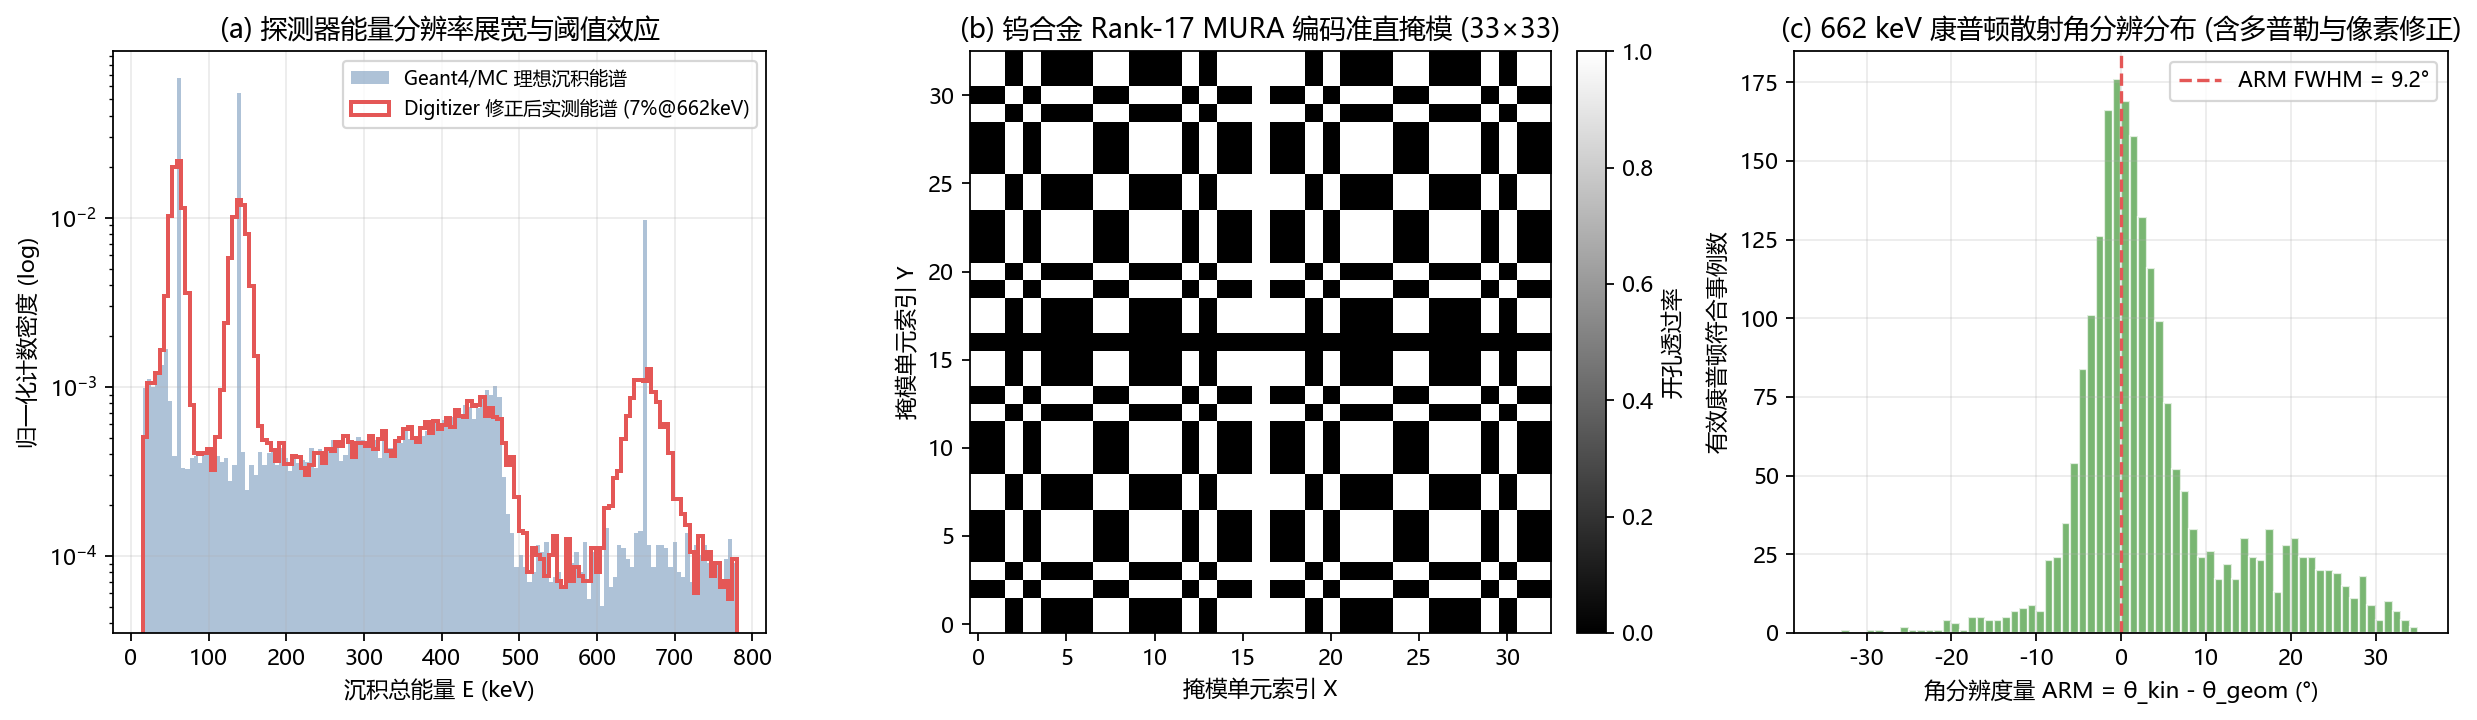 (a) 探测器能量分辨率展宽与阈值效应
Geant4/MC 理想沉积能谱
Digitizer 修正后实测能谱 (7%@662keV)
归一化计数密度 (log)
10⁻²
10⁻³
10⁻⁴
0 100 200 300 400 500 600 700 800
沉积总能量 E (keV)
(b) 钨合金 Rank-17 MURA 编码准直掩模 (33×33)
掩模单元索引 Y
30
25
20
15
10
5
0
0 5 10 15 20 25 30
掩模单元索引 X
1.0
0.8
0.6
0.4
0.2
0.0
开孔透过率
(c) 662 keV 康普顿散射角分辨分布 (含多普勒与像素修正)
ARM FWHM = 9.2°
有效康普顿符合事例数
175
150
125
100
75
50
25
0
-30 -20 -10 0 10 20 30
角分辨度量 ARM = θ_kin - θ_geom (°)